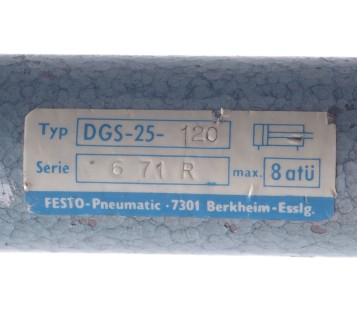 Typ DGS-25- 120
Serie 6 71 R max. 8 atü
FESTO-Pneumatic · 7301 Berkheim-Esslg.